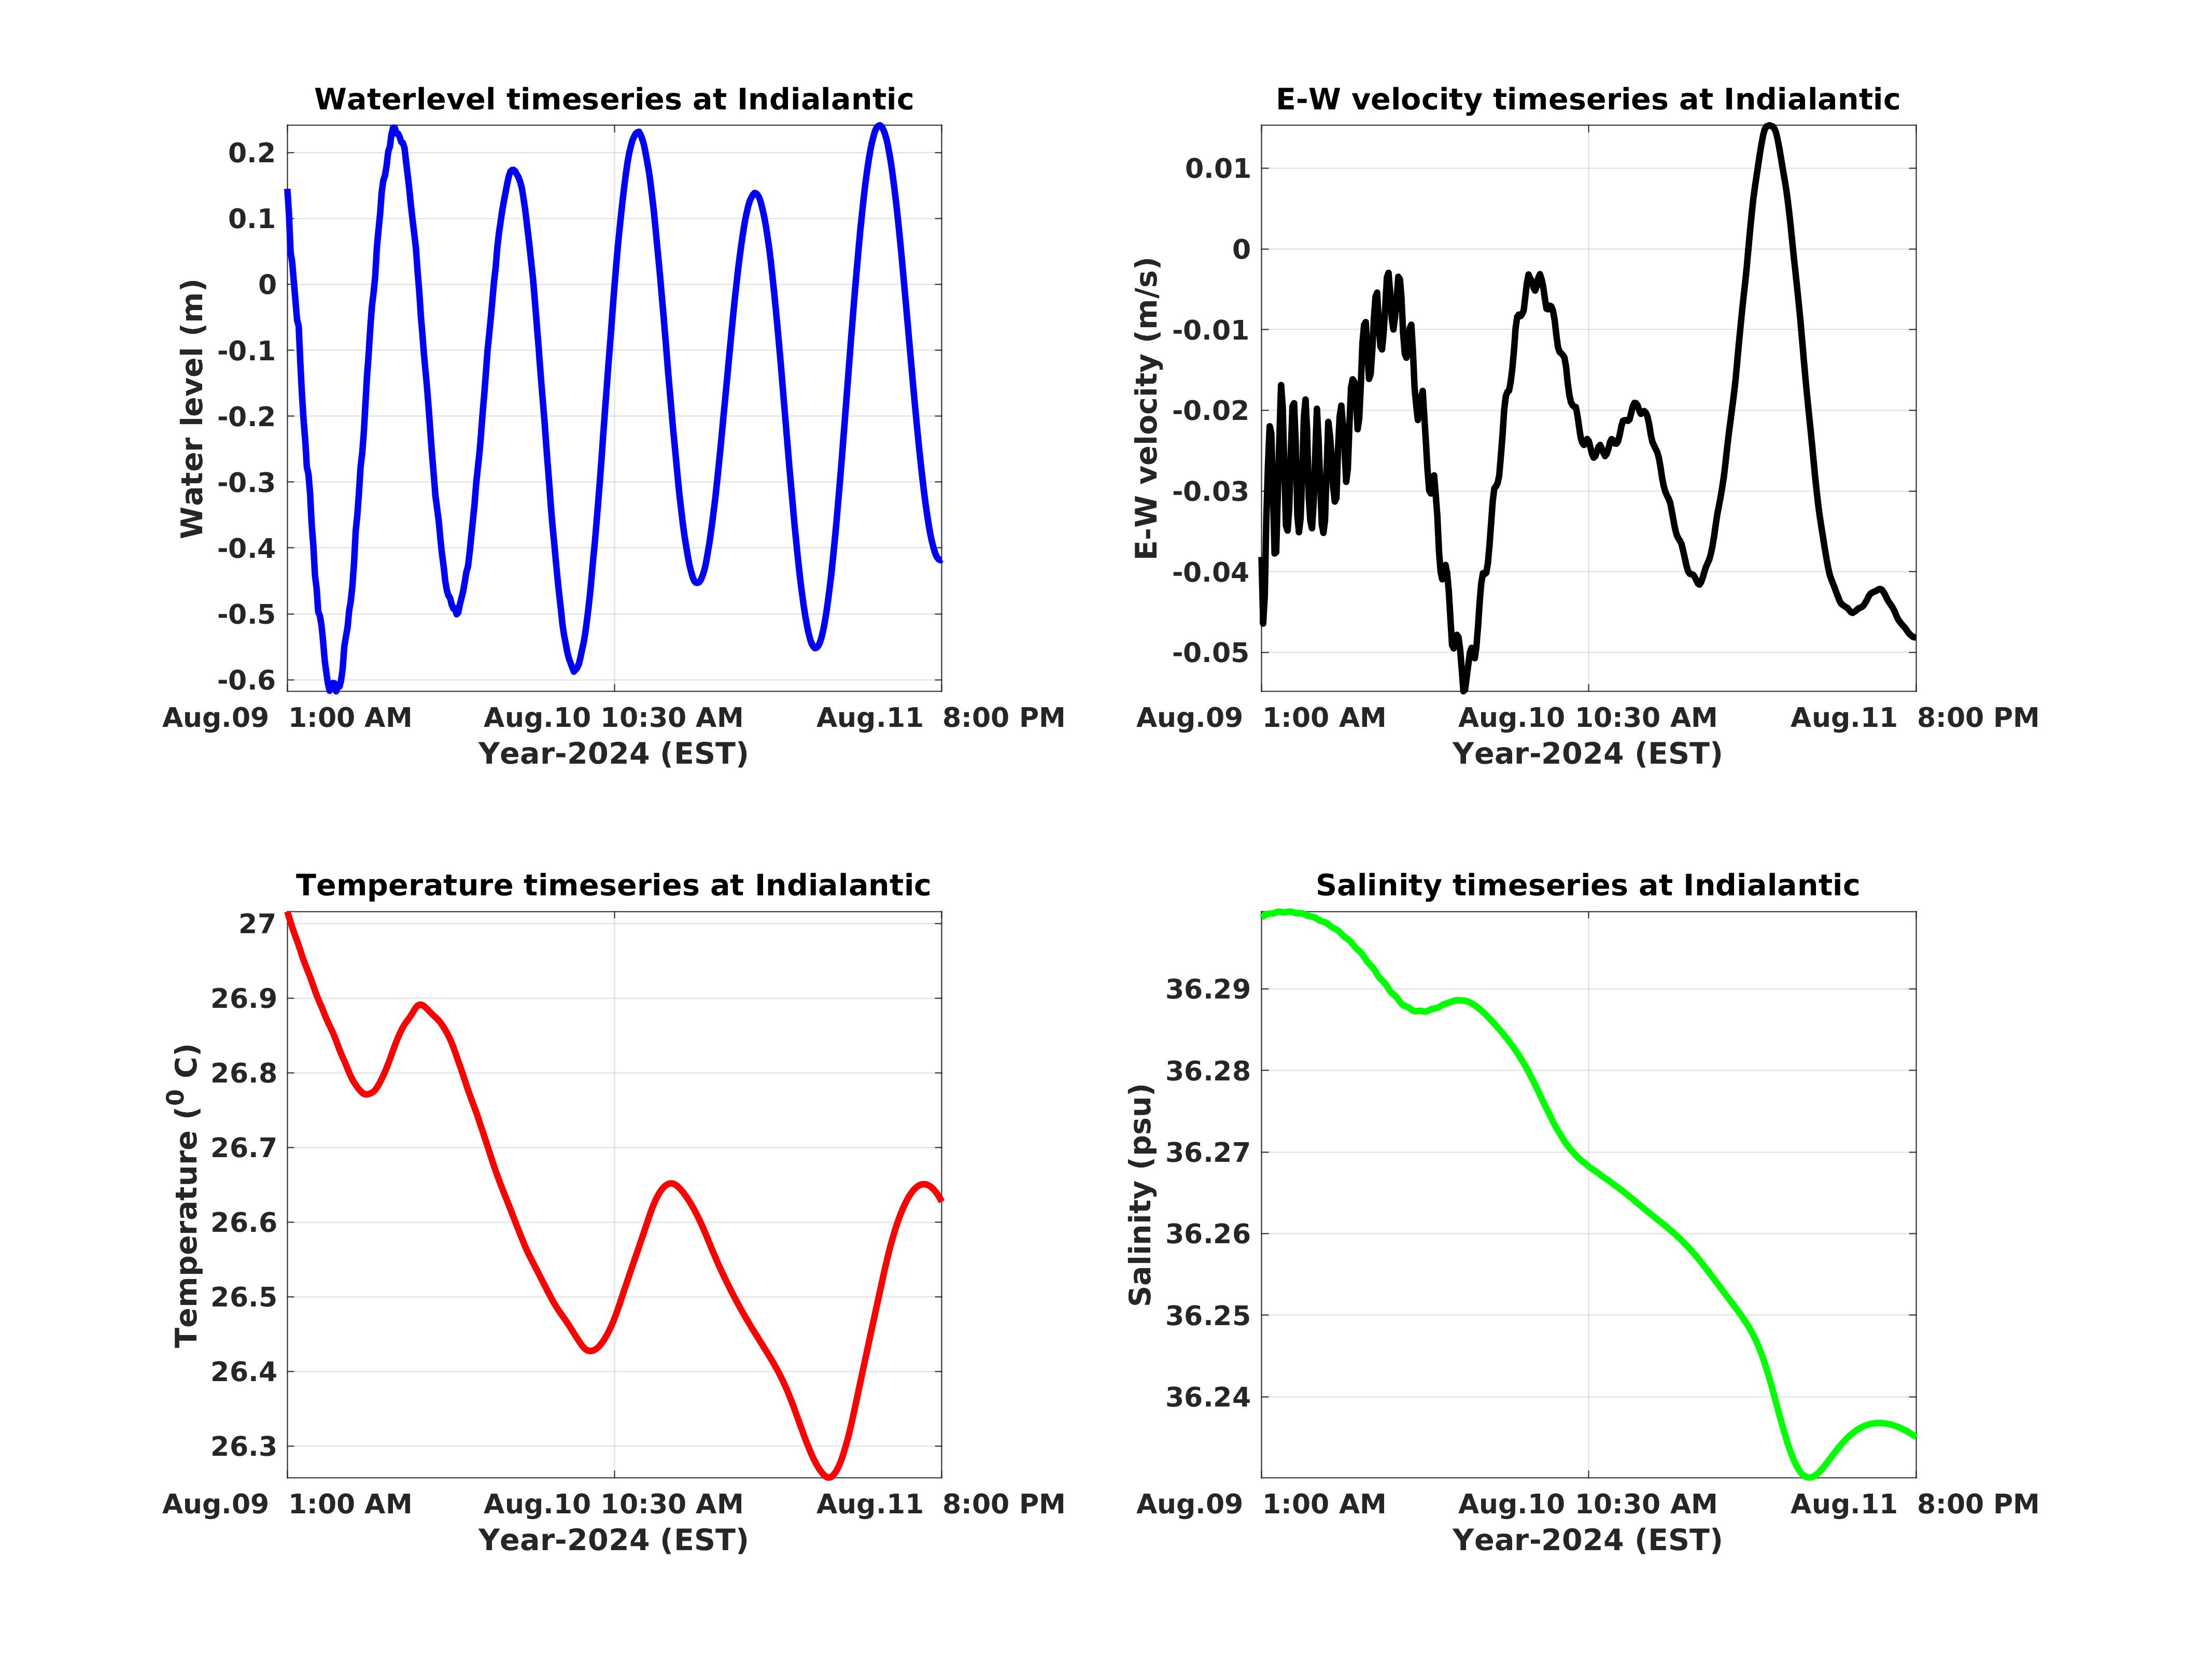 Waterlevel timeseries at Indialantic
Water level (m)
0.2
0.1
0
-0.1
-0.2
-0.3
-0.4
-0.5
-0.6
Aug.09 1:00 AM Aug.10 10:30 AM Aug.11 8:00 PM
Year-2024 (EST)
E-W velocity timeseries at Indialantic
E-W velocity (m/s)
0.01
0
-0.01
-0.02
-0.03
-0.04
-0.05
Aug.09 1:00 AM Aug.10 10:30 AM Aug.11 8:00 PM
Year-2024 (EST)
Temperature timeseries at Indialantic
Temperature (⁰ C)
27
26.9
26.8
26.7
26.6
26.5
26.4
26.3
Aug.09 1:00 AM Aug.10 10:30 AM Aug.11 8:00 PM
Year-2024 (EST)
Salinity timeseries at Indialantic
Salinity (psu)
36.29
36.28
36.27
36.26
36.25
36.24
Aug.09 1:00 AM Aug.10 10:30 AM Aug.11 8:00 PM
Year-2024 (EST)